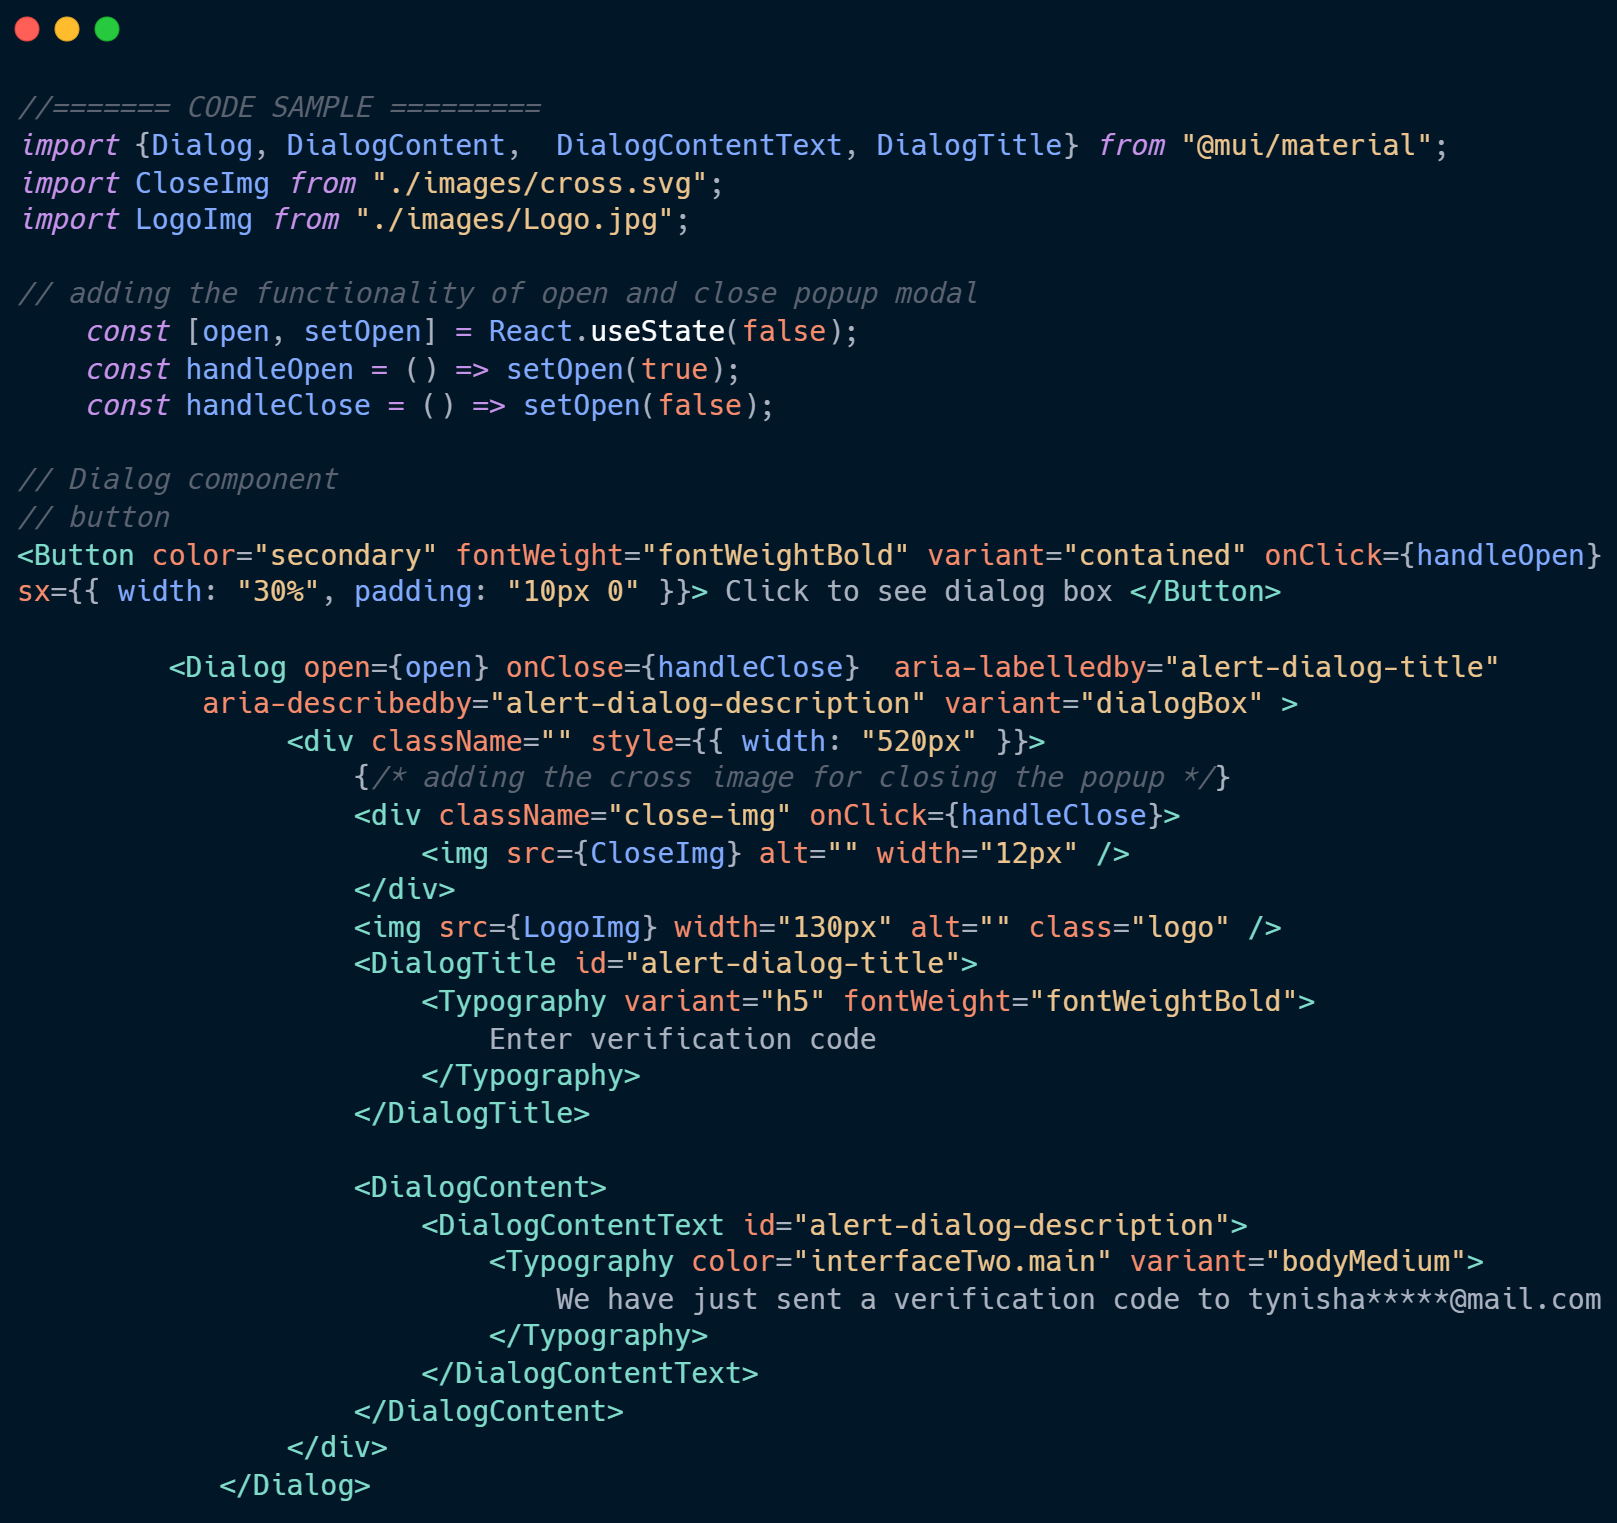 //======= CODE SAMPLE =========
import {Dialog, DialogContent,  DialogContentText, DialogTitle} from "@mui/material";
import CloseImg from "./images/cross.svg";
import LogoImg from "./images/Logo.jpg";

// adding the functionality of open and close popup modal
    const [open, setOpen] = React.useState(false);
    const handleOpen = () => setOpen(true);
    const handleClose = () => setOpen(false);

// Dialog component
// button
<Button color="secondary" fontWeight="fontWeightBold" variant="contained" onClick={handleOpen}
sx={{ width: "30%", padding: "10px 0" }}> Click to see dialog box </Button>

         <Dialog open={open} onClose={handleClose}  aria-labelledby="alert-dialog-title"
           aria-describedby="alert-dialog-description" variant="dialogBox" >
                <div className="" style={{ width: "520px" }}>
                    {/* adding the cross image for closing the popup */}
                    <div className="close-img" onClick={handleClose}>
                        <img src={CloseImg} alt="" width="12px" />
                    </div>
                    <img src={LogoImg} width="130px" alt="" class="logo" />
                    <DialogTitle id="alert-dialog-title">
                        <Typography variant="h5" fontWeight="fontWeightBold">
                            Enter verification code
                        </Typography>
                    </DialogTitle>

                    <DialogContent>
                        <DialogContentText id="alert-dialog-description">
                            <Typography color="interfaceTwo.main" variant="bodyMedium">
                                We have just sent a verification code to tynisha*****@mail.com
                            </Typography>
                        </DialogContentText>
                    </DialogContent>
                </div>
            </Dialog>